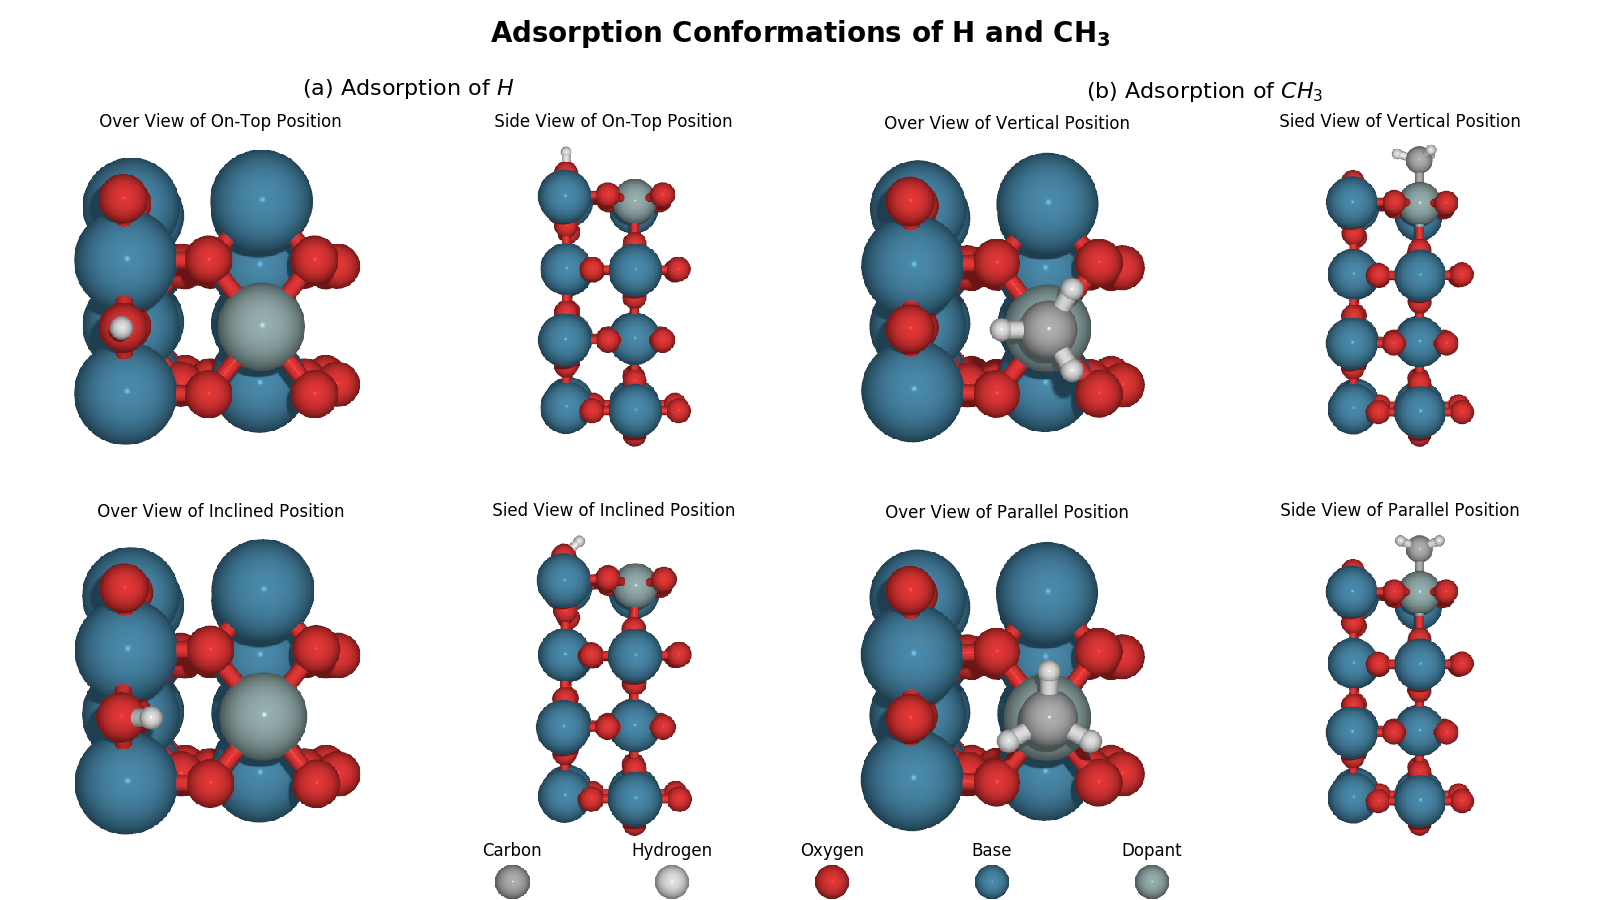 Adsorption Conformations of H and CH₃
(a) Adsorption of H
(b) Adsorption of CH₃
Over View of On-Top Position
Side View of On-Top Position
Over View of Vertical Position
Sied View of Vertical Position
Over View of Inclined Position
Sied View of Inclined Position
Over View of Parallel Position
Side View of Parallel Position
Carbon
Hydrogen
Oxygen
Base
Dopant